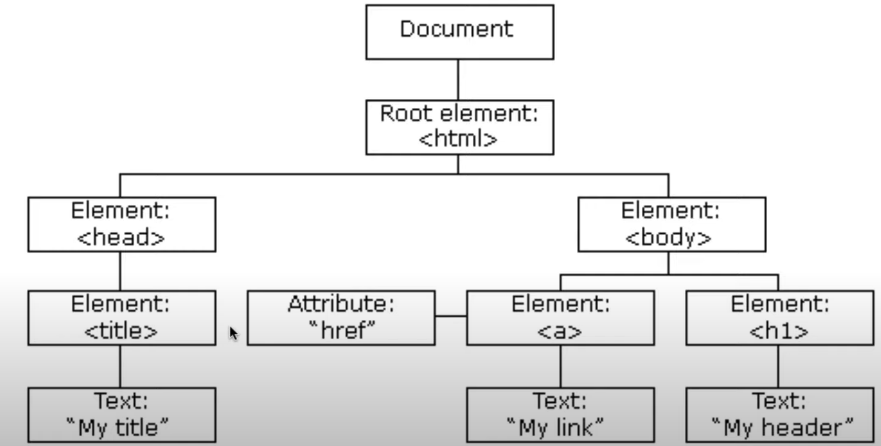 Document
Root element:
<html>
Element:
<head>
Element:
<body>
Element:
<title>
Attribute:
“href”
Element:
<a>
Element:
<h1>
Text:
“My title”
Text:
“My link”
Text:
“My header”